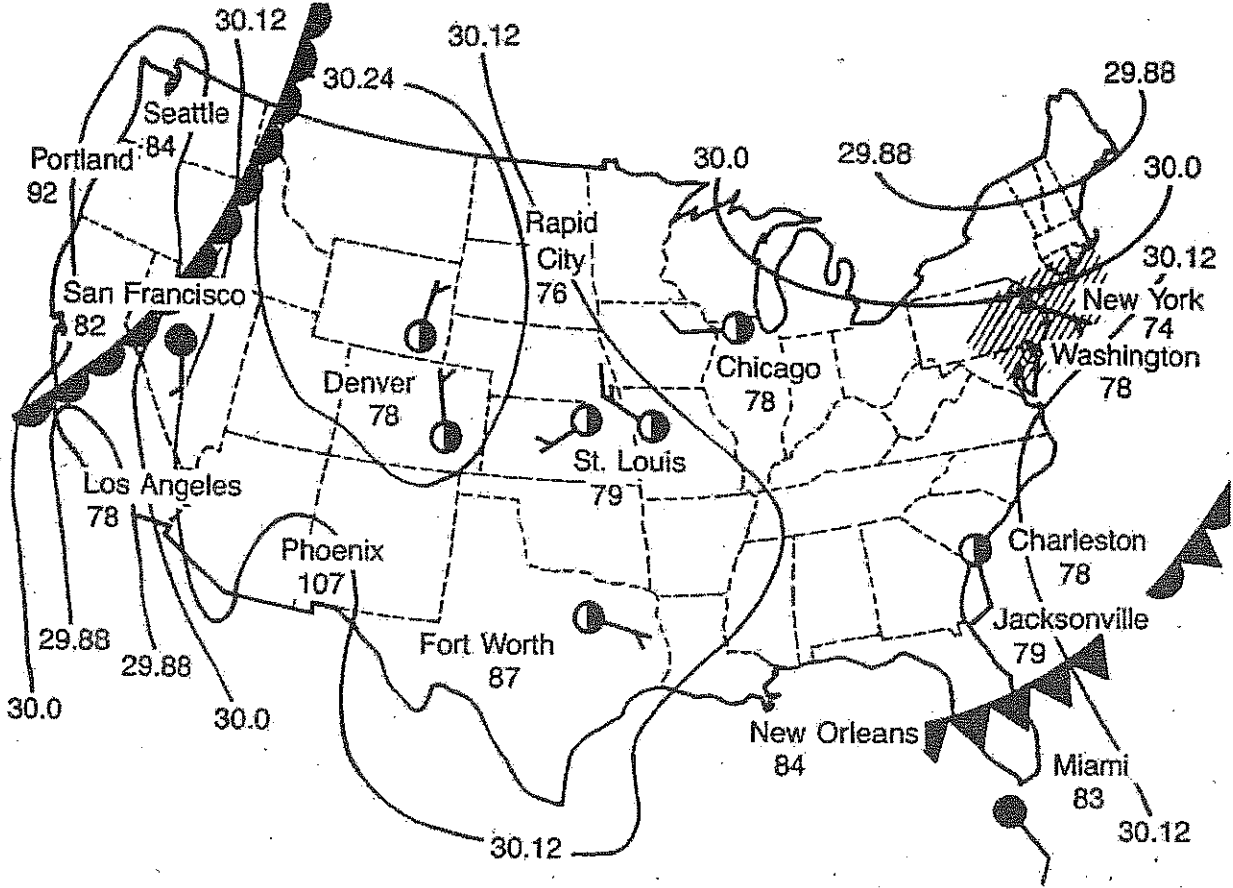 30.12
30.12
30.24
29.88
Seattle
84
Portland
92
30.0
29.88
30.0
Rapid
City
76
30.12
San Francisco
82
New York
74
Chicago
78
Washington
78
Denver
78
St. Louis
79
Los Angeles
78
Phoenix
107
Charleston
78
Jacksonville
79
Fort Worth
87
29.88
29.88
30.0
30.0
New Orleans
84
Miami
83
30.12
30.12